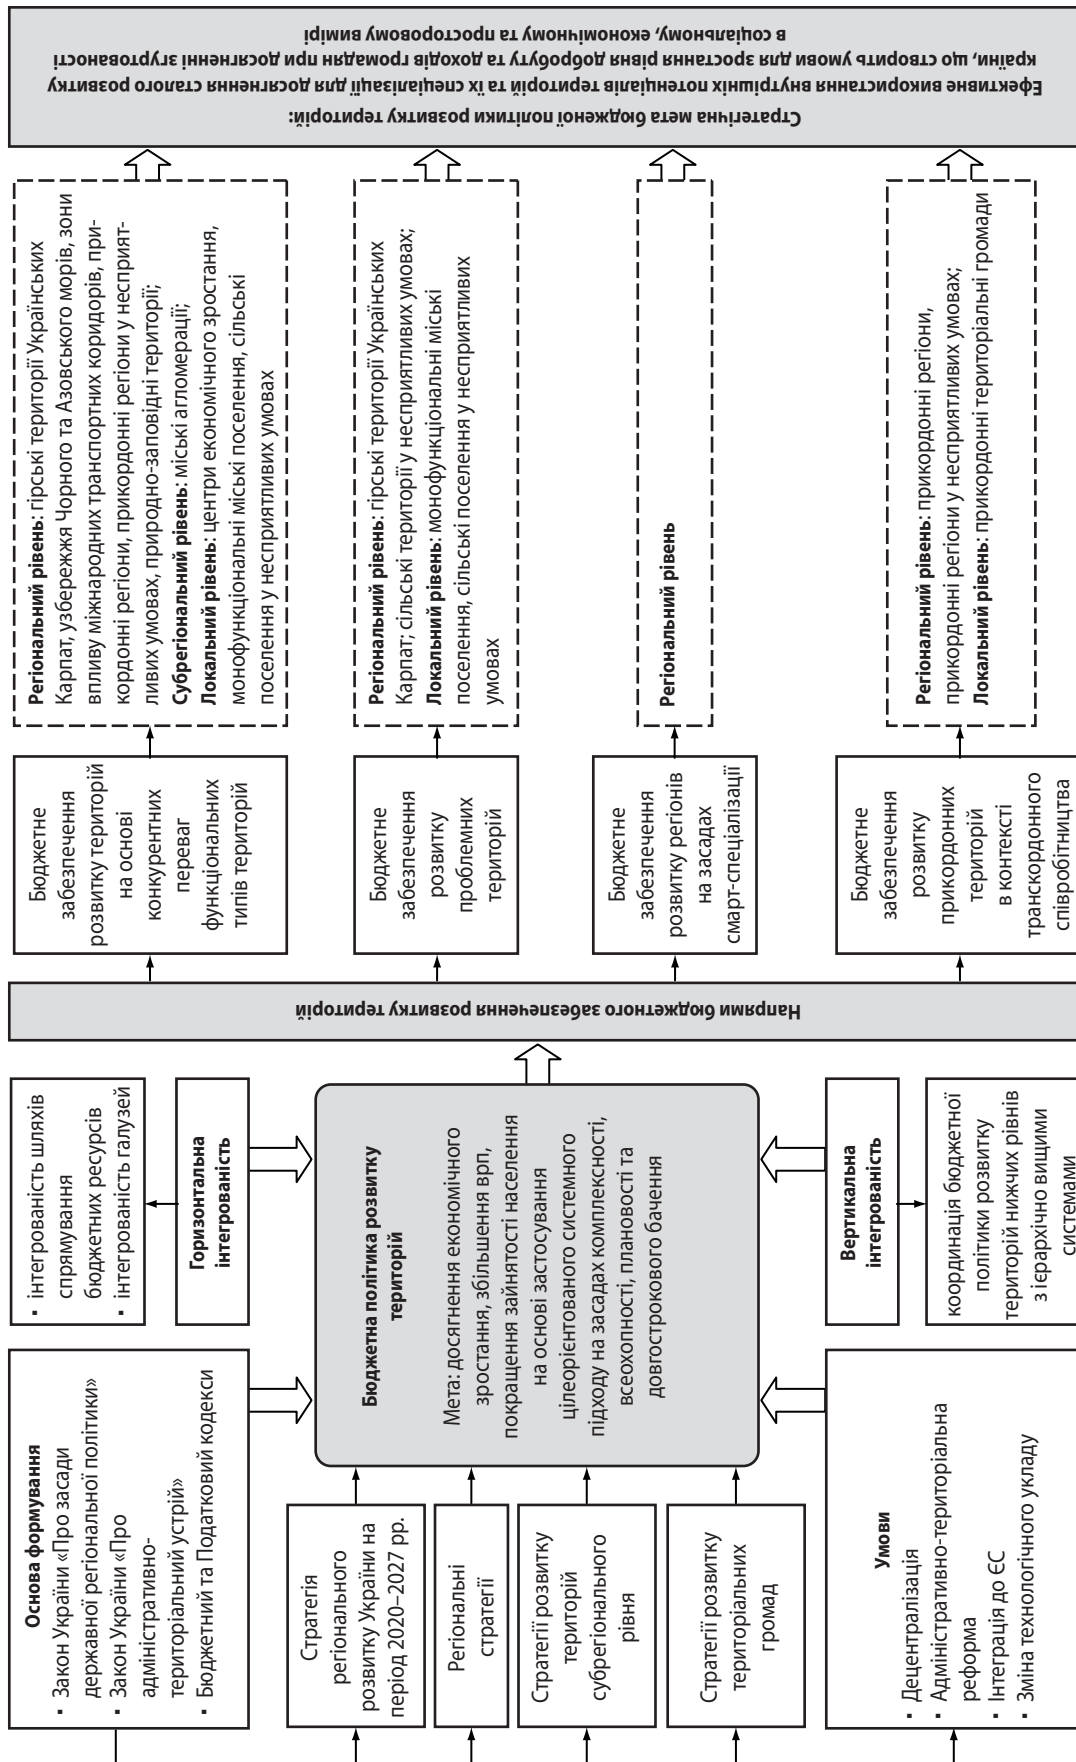 Основа формування
▪ Закон України «Про засади
державної регіональної політики»
▪ Закон України «Про
адміністративно-
територіальний устрій»
▪ Бюджетний та Податковий кодекси
Стратегія
регіонального
розвитку України на
період 2020–2027 рр.
Регіональні
стратегії
Стратегії розвитку
територій
субрегіонального
рівня
Стратегії розвитку
територіальних
громад
Умови
▪ Децентралізація
▪ Адміністративно-територіальна
реформа
▪ Інтеграція до ЄС
▪ Зміна технологічного укладу
▪ інтегрованість шляхів
спрямування
бюджетних ресурсів
▪ інтегрованість галузей
Горизонтальна
інтегрованість
Бюджетна політика розвитку
територій
Мета: досягнення економічного
зростання, збільшення врп,
покращення зайнятості населення
на основі застосування
цілеорієнтованого системного
підходу на засадах комплексності,
всеохопності, плановості та
довгострокового бачення
Вертикальна
інтегрованість
координація бюджетної
політики розвитку
територій нижчих рівнів
з ієрархічно вищими
системами
Напрями бюджетного забезпечення розвитку територій
Бюджетне
забезпечення
розвитку територій
на основі
конкурентних
переваг
функціональних
типів територій
Бюджетне
забезпечення
розвитку
проблемних
територій
Бюджетне
забезпечення
розвитку регіонів
на засадах
смарт-спеціалізації
Бюджетне
забезпечення
розвитку
прикордонних
територій
в контексті
транскордонного
співробітництва
Регіональний рівень: гірські території Українських
Карпат, узбережжя Чорного та Азовського морів, зони
впливу міжнародних транспортних коридорів, при-
кордонні регіони, прикордонні регіони у несприят-
ливих умовах, природно-заповідні території;
Субрегіональний рівень: міські агломерації;
Локальний рівень: центри економічного зростання,
монофункціональні міські поселення, сільські
поселення у несприятливих умовах
Регіональний рівень: гірські території Українських
Карпат; сільські території у несприятливих умовах;
Локальний рівень: монофункціональні міські
поселення, сільські поселення у несприятливих
умовах
Регіональний рівень
Регіональний рівень: прикордонні регіони,
прикордонні регіони у несприятливих умовах;
Локальний рівень: прикордонні територіальні громади
Стратегічна мета бюдженої політики розвитку територій:
Ефективне використання внутрішніх потенціалів територій та їх спеціалізації для досягнення сталого розвитку
країни, що створить умови для зростання рівня добробуту та доходів громадян при досягненні згуртованості
в соціальному, економічному та просторовому вимірі